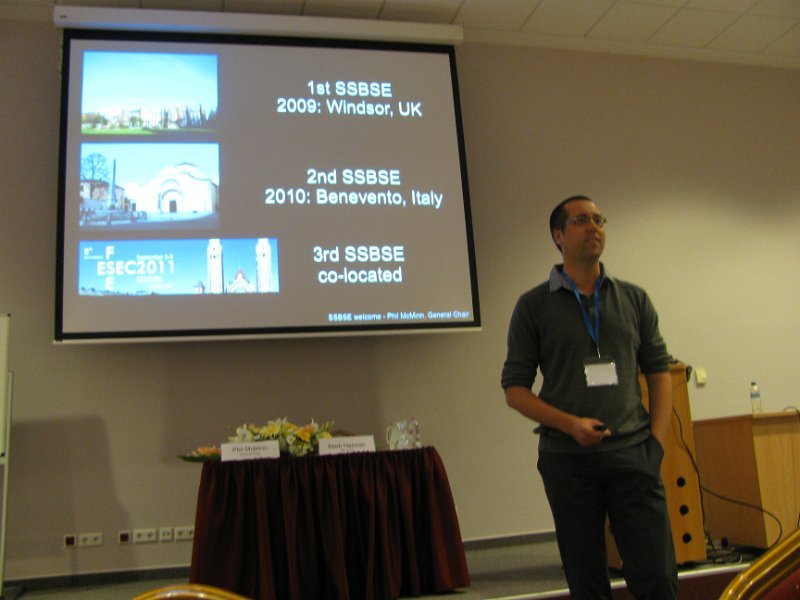 1st SSBSE
2009: Windsor, UK
2nd SSBSE
2010: Benevento, Italy
3rd SSBSE
co-located
ESEC2011
SSBSE welcome - Phil McMinn, General Chair
Phil McMinn
Mark Harman